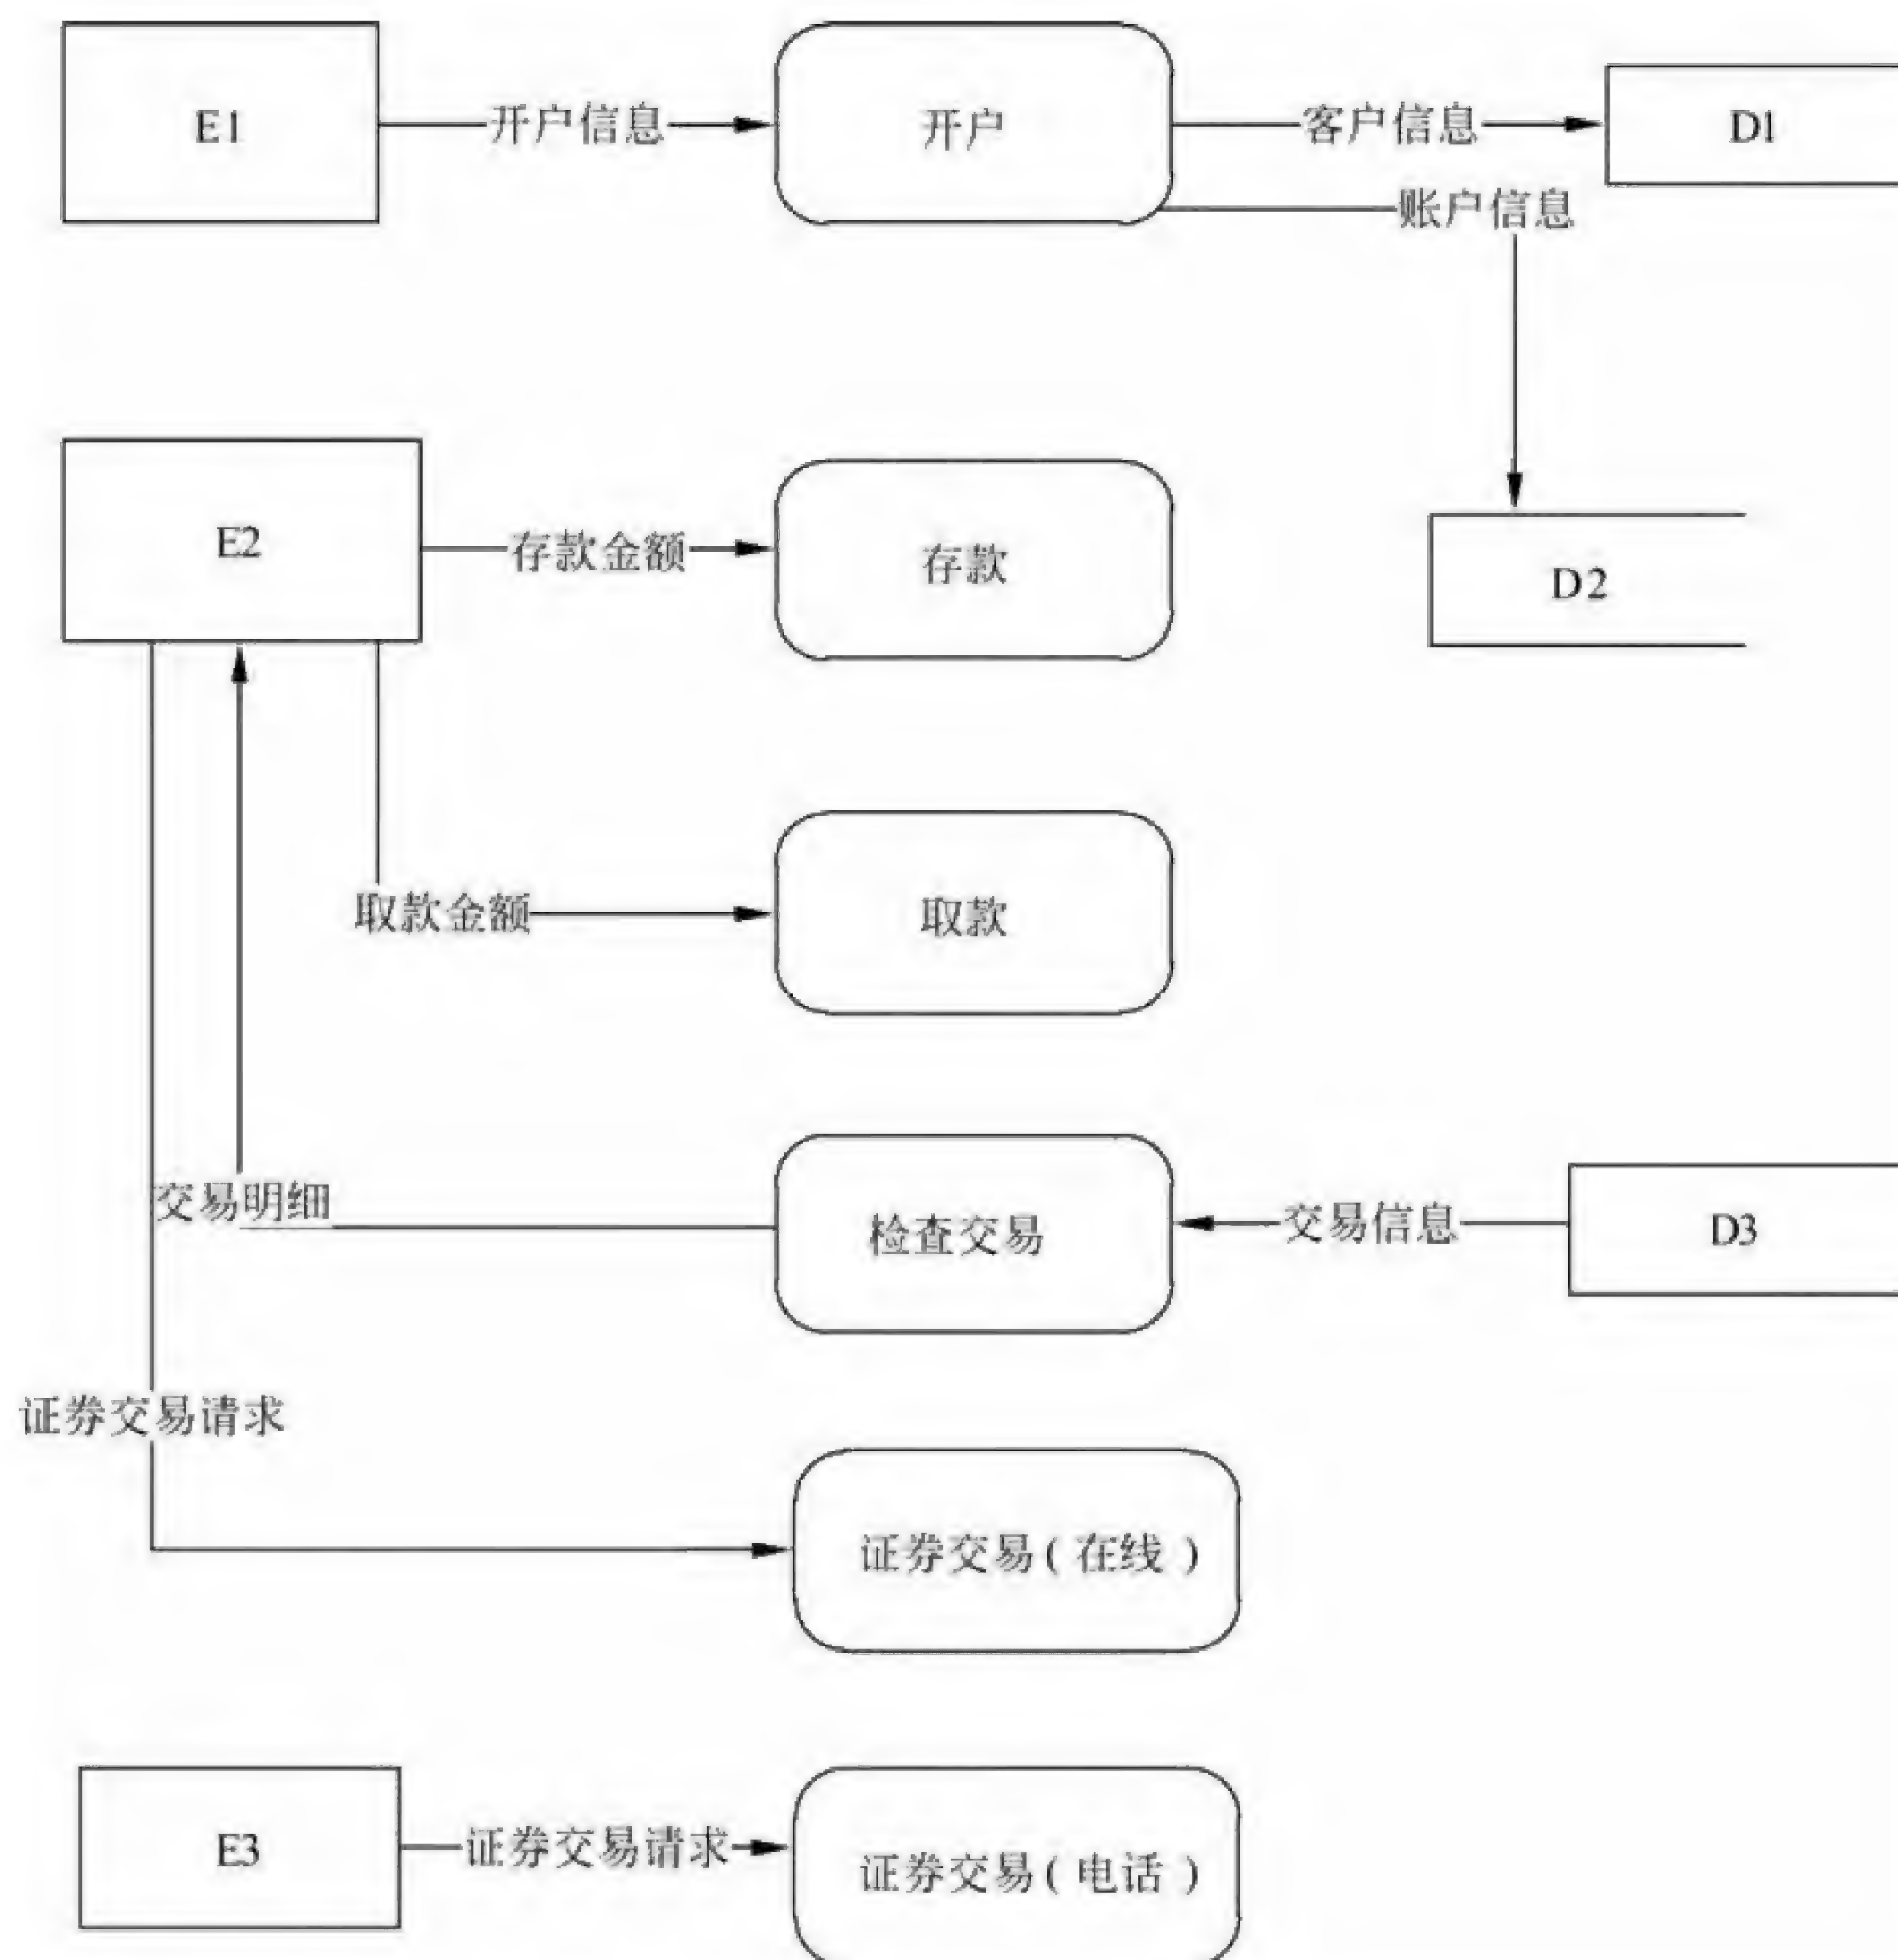 E1
开户信息
开户
客户信息
D1
账户信息
E2
存款金额
存款
D2
取款金额
取款
交易明细
检查交易
交易信息
D3
证券交易请求
证券交易(在线)
E3
证券交易请求
证券交易(电话)